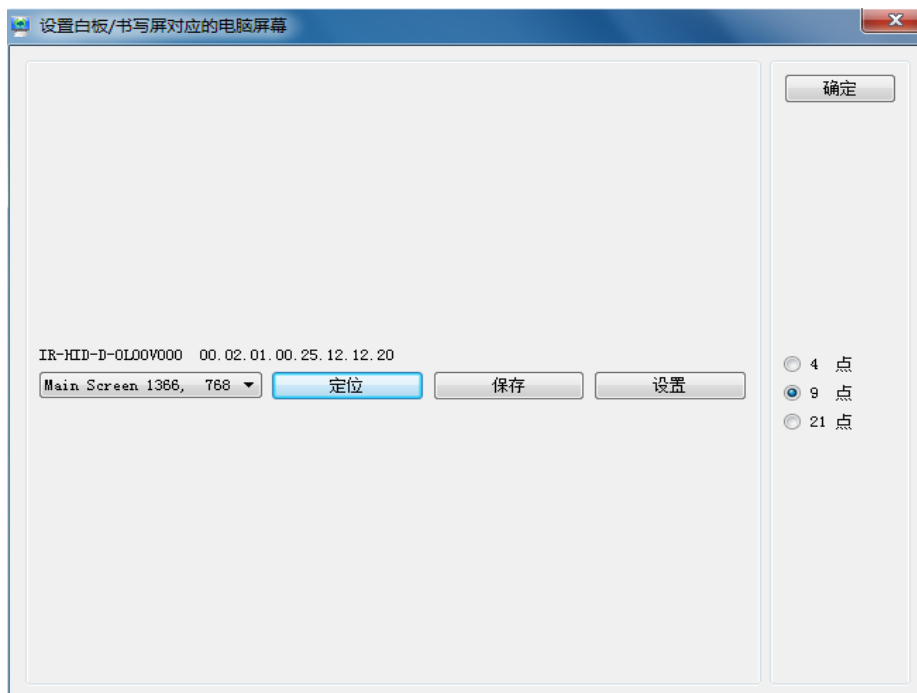 设置白板/书写屏对应的电脑屏幕
确定
IR-HID-D-OL00V000 00.02.01.00.25.12.12.20
Main Screen 1366, 768
定位
保存
设置
4 点
9 点
21 点